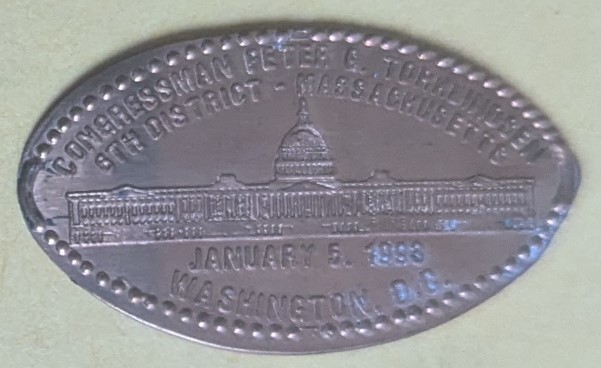 CONGRESSMAN PETER G. TORKILDSEN
6TH DISTRICT - MASSACHUSETTS
JANUARY 5, 1993
WASHINGTON, D.C.